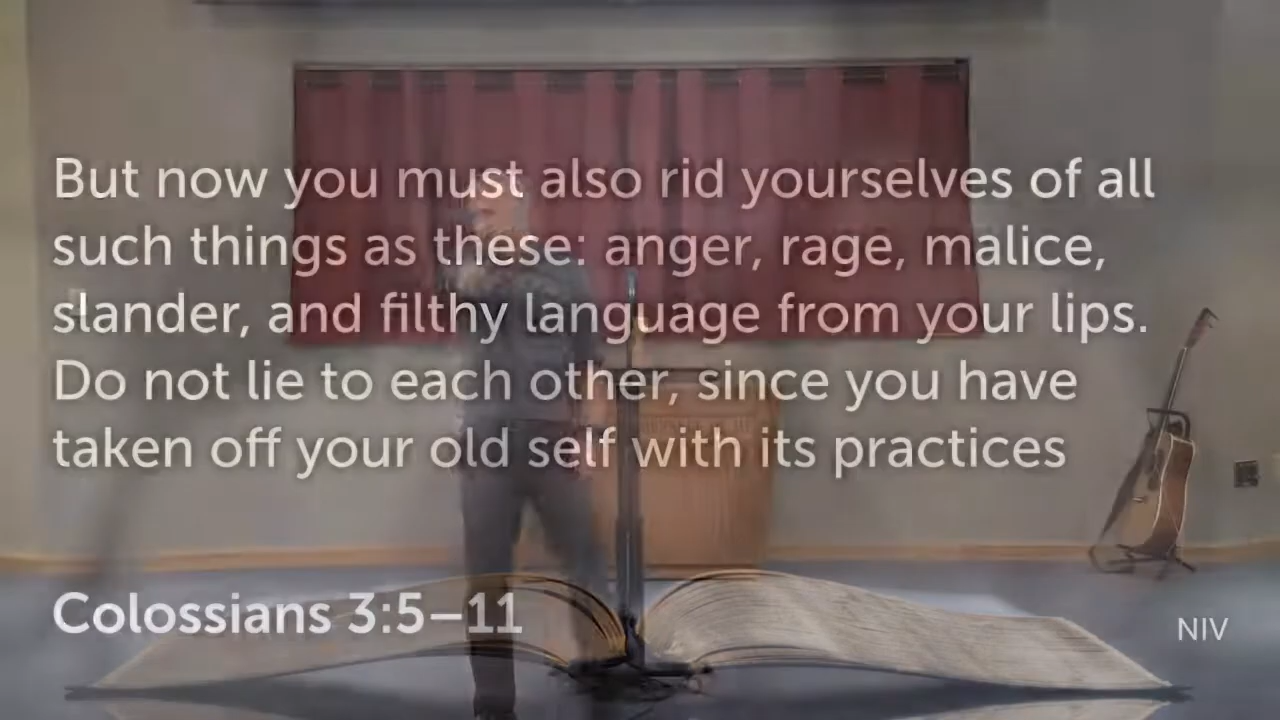 But now you must also rid yourselves of all
such things as these: anger, rage, malice,
slander, and filthy language from your lips.
Do not lie to each other, since you have
taken off your old self with its practices
Colossians 3:5–11
NIV